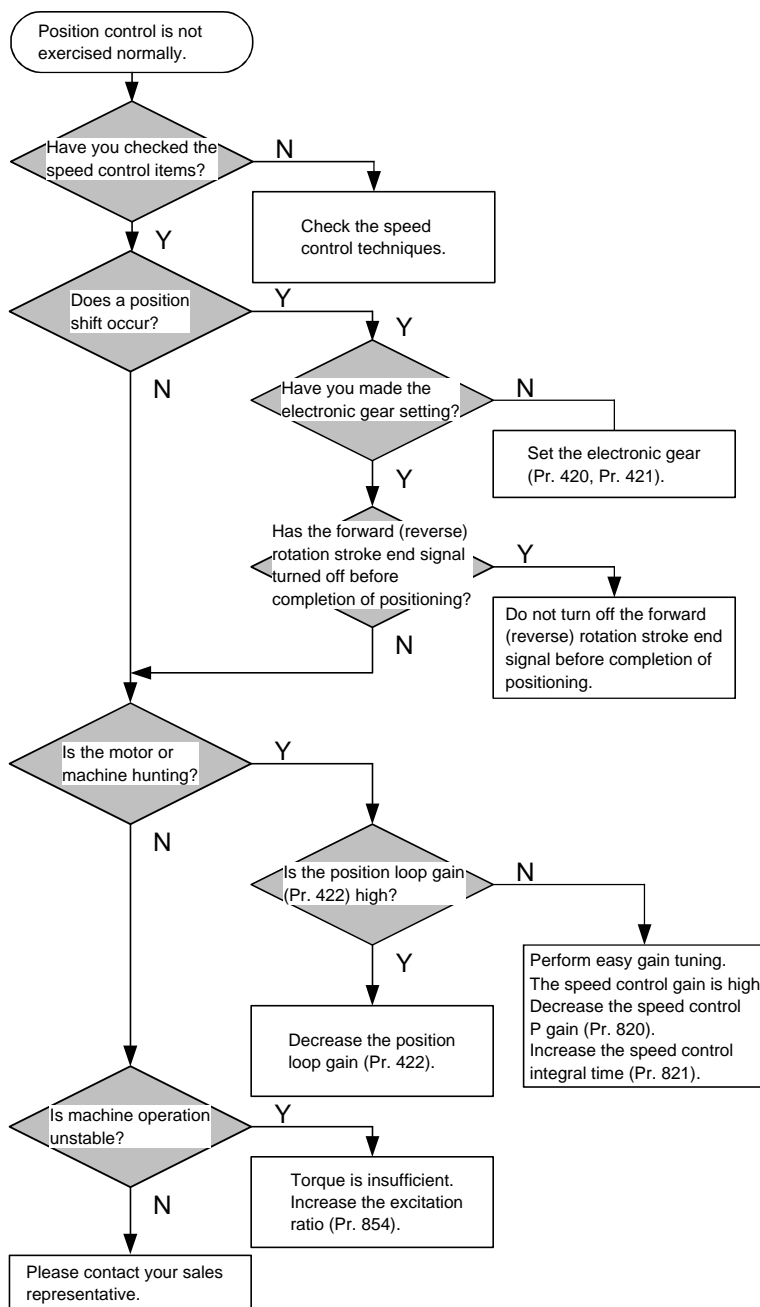 Position control is not
exercised normally.
Have you checked the
speed control items?
N
Y
Check the speed
control techniques.
Does a position
shift occur?
Y
Y
N
Have you made the
electronic gear setting?
N
Y
Set the electronic gear
(Pr. 420, Pr. 421).
Has the forward (reverse)
rotation stroke end signal
turned off before
completion of positioning?
Y
N
Do not turn off the forward
(reverse) rotation stroke end
signal before completion of
positioning.
Is the motor or
machine hunting?
Y
N
Is the position loop gain
(Pr. 422) high?
N
Y
Perform easy gain tuning.
The speed control gain is high
Decrease the speed control
P gain (Pr. 820).
Increase the speed control
integral time (Pr. 821).
Decrease the position
loop gain (Pr. 422).
Is machine operation
unstable?
Y
N
Torque is insufficient.
Increase the excitation
ratio (Pr. 854).
Please contact your sales
representative.